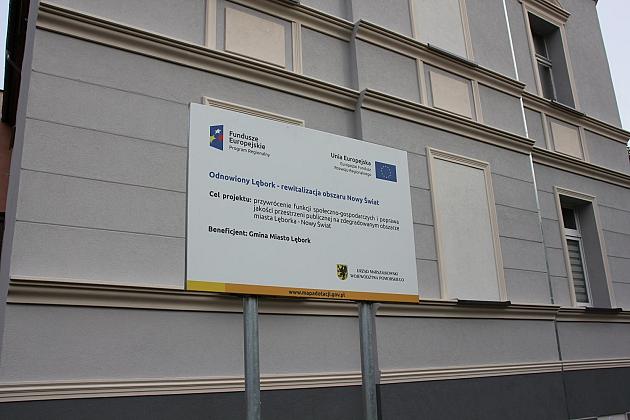 Fundusze
Europejskie
Program Regionalny
Unia Europejska
Europejski Fundusz
Rozwoju Regionalnego
Odnowiony Lębork - rewitalizacja obszaru Nowy Świat
Cel projektu: przywrócenie funkcji społeczno-gospodarczych i poprawa
jakości przestrzeni publicznej na zdegradowanym obszarze
miasta Lęborka - Nowy Świat
Beneficjent: Gmina Miasto Lębork
URZĄD MARSZAŁKOWSKI
WOJEWÓDZTWA POMORSKIEGO
www.mapadotacji.gov.pl